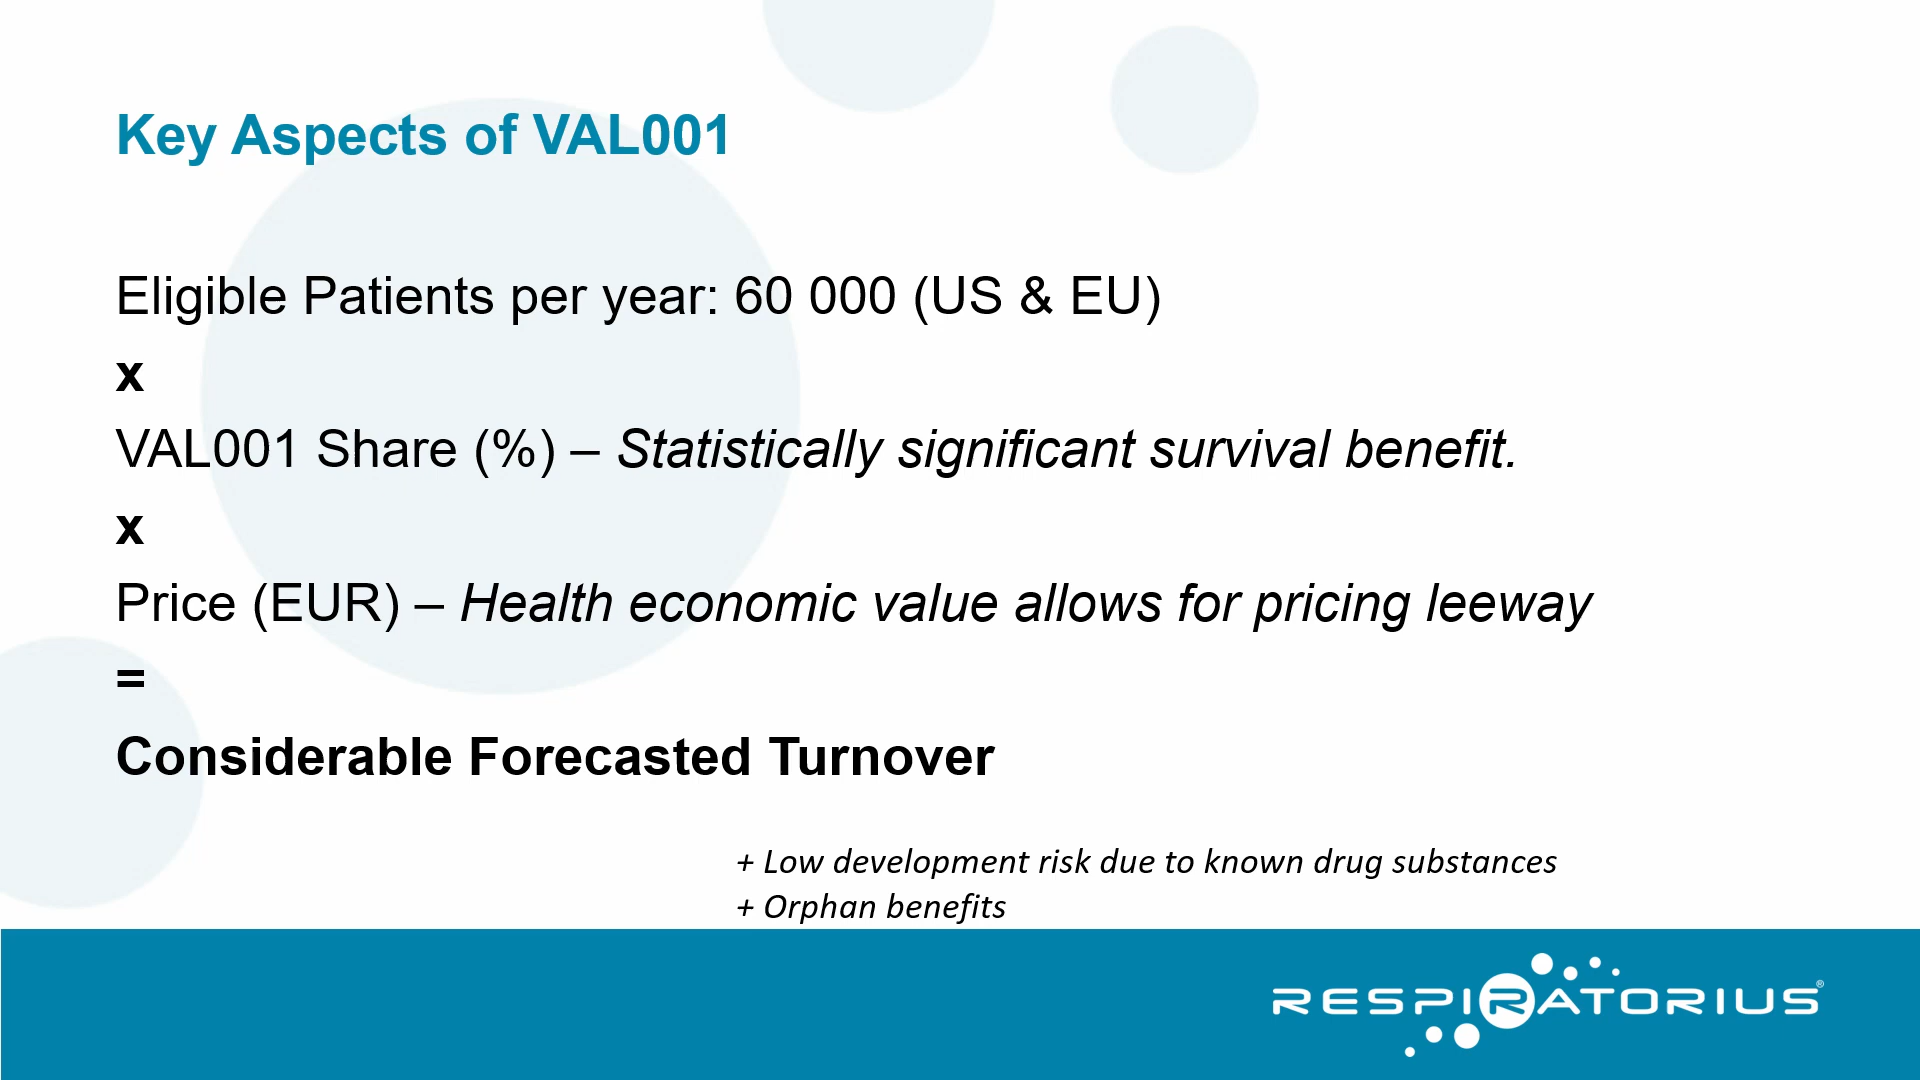 Key Aspects of VAL001
Eligible Patients per year: 60 000 (US & EU)
x
VAL001 Share (%) – Statistically significant survival benefit.
x
Price (EUR) – Health economic value allows for pricing leeway
=
Considerable Forecasted Turnover
+ Low development risk due to known drug substances
+ Orphan benefits
RESPIRATORIUS®